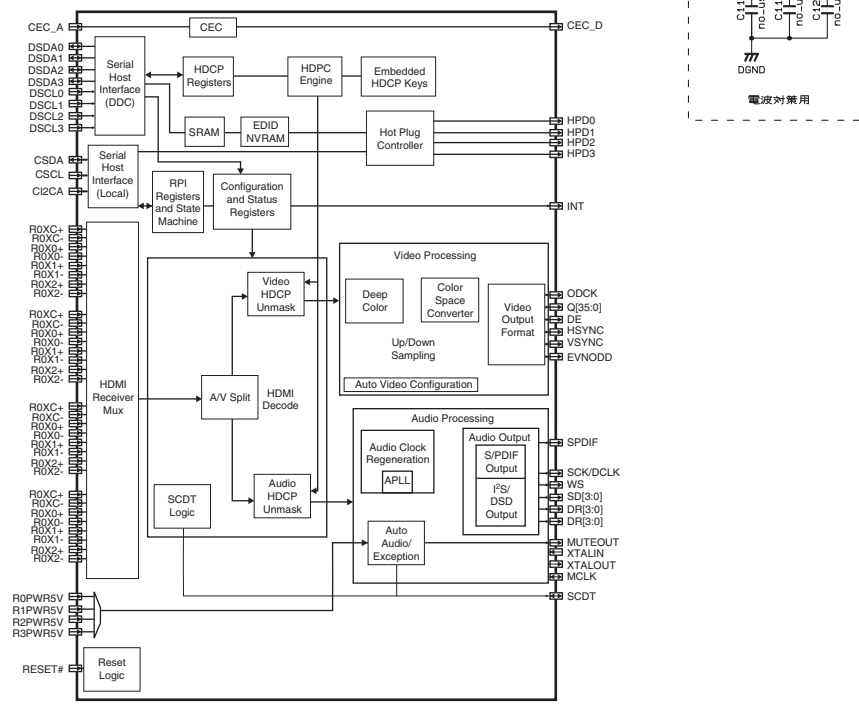 CEC_A
CEC
CEC_D
DSDA0
DSDA1
DSDA2
DSDA3
DSCL0
DSCL1
DSCL2
DSCL3
Serial
Host
Interface
(DDC)
HDCP
Registers
HDPC
Engine
Embedded
HDCP Keys
SRAM
EDID
NVRAM
Hot Plug
Controller
HPD0
HPD1
HPD2
HPD3
CSDA
CSCL
CI2CA
Serial
Host
Interface
(Local)
RPI
Registers
and State
Machine
Configuration
and Status
Registers
INT
R0XC+
R0XC-
R0X0+
R0X0-
R0X1+
R0X1-
R0X2+
R0X2-
R0XC+
R0XC-
R0X0+
R0X0-
R0X1+
R0X1-
R0X2+
R0X2-
R0XC+
R0XC-
R0X0+
R0X0-
R0X1+
R0X1-
R0X2+
R0X2-
R0XC+
R0XC-
R0X0+
R0X0-
R0X1+
R0X1-
R0X2+
R0X2-
HDMI
Receiver
Mux
Video
HDCP
Unmask
A/V Split
HDMI
Decode
Audio
HDCP
Unmask
SCDT
Logic
Video Processing
Deep
Color
Color
Space
Converter
Up/Down
Sampling
Auto Video Configuration
Video
Output
Format
ODCK
Q[35:0]
DE
HSYNC
VSYNC
EVNODD
Audio Processing
Audio Clock
Regeneration
APLL
Audio Output
S/PDIF
Output
I²S/
DSD
Output
Auto
Audio/
Exception
SPDIF
SCK/DCLK
WS
SD[3:0]
DR[3:0]
DR[3:0]
MUTEOUT
XTALIN
XTALOUT
MCLK
SCDT
R0PWR5V
R1PWR5V
R2PWR5V
R3PWR5V
RESET#
Reset
Logic
DGND
電波対策用